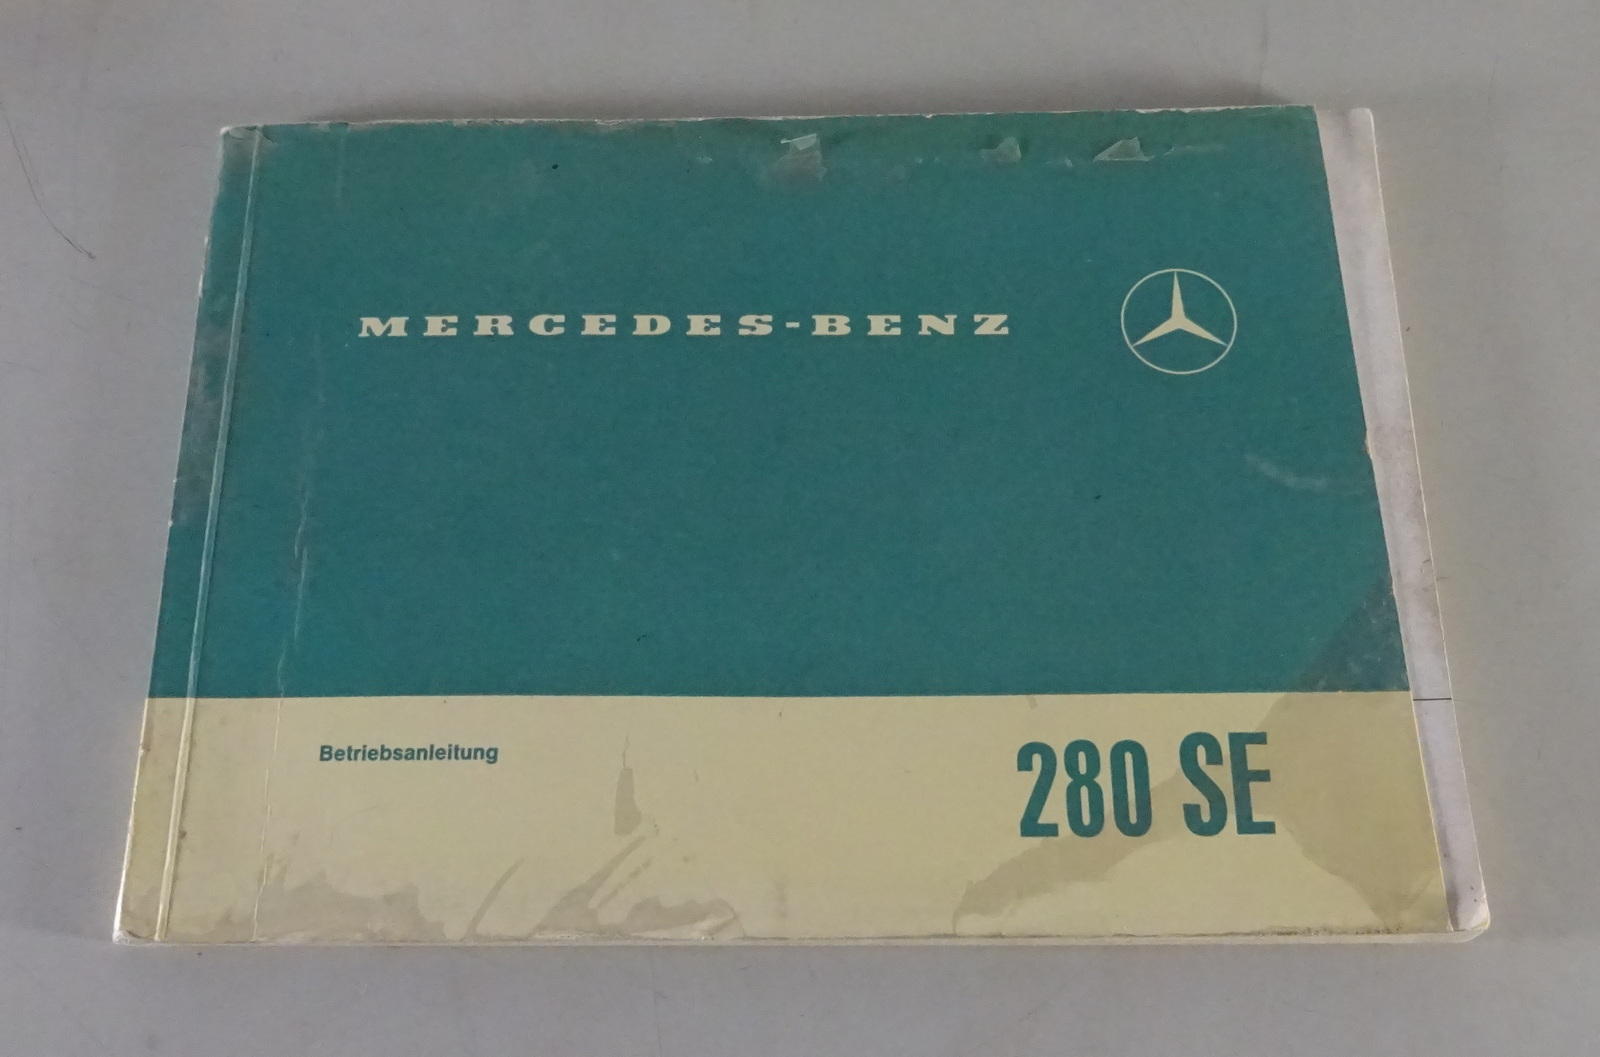 MERCEDES-BENZ
Betriebsanleitung
280 SE